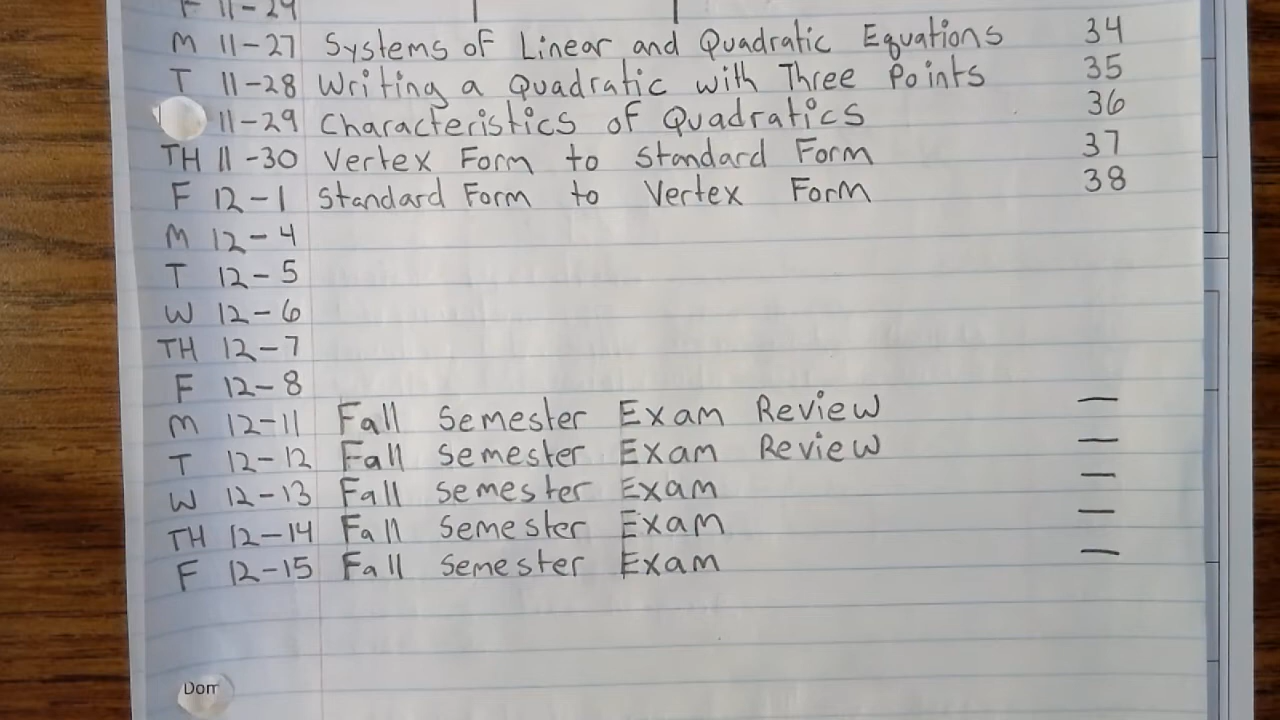 F 11-24
M 11-27 Systems of Linear and Quadratic Equations 34
T 11-28 Writing a Quadratic with Three Points 35
11-29 Characteristics of Quadratics 36
TH 11-30 Vertex Form to Standard Form 37
F 12-1 Standard Form to Vertex Form 38
M 12-4
T 12-5
W 12-6
TH 12-7
F 12-8
M 12-11 Fall Semester Exam Review —
T 12-12 Fall Semester Exam Review —
W 12-13 Fall Semester Exam —
TH 12-14 Fall Semester Exam —
F 12-15 Fall Semester Exam —
Dom